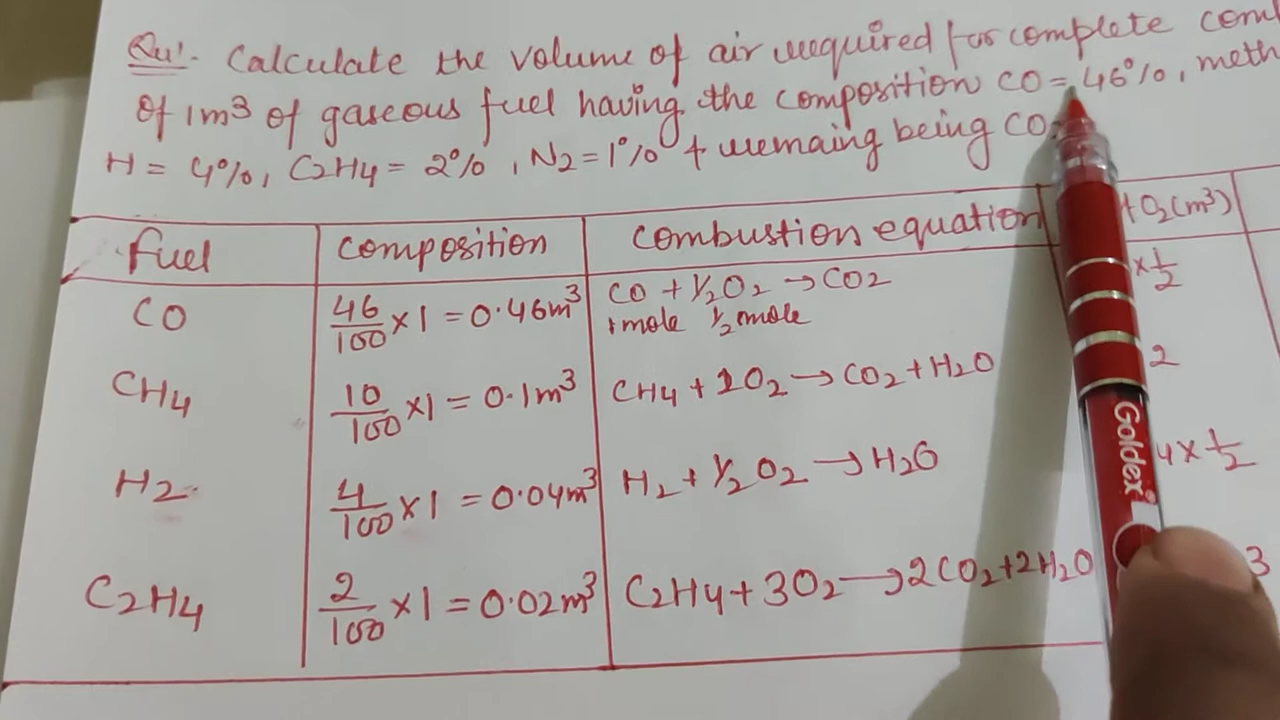 Qu:- Calculate the volume of air required for complete com
of 1m³ of gaseous fuel having the composition CO = 46%, meth
H = 4%, C2H4 = 2%, N2 = 1% + remaing being CO
Fuel composition combustion equation + O2(m³)
CO 46/100 × 1 = 0.46m³ CO + 1/2O2 → CO2 × 1/2
1mole 1/2 mole
CH4 10/100 × 1 = 0.1m³ CH4 + 2O2 → CO2 + H2O 2
H2 4/100 × 1 = 0.04m³ H2 + 1/2O2 → H2O 4 × 1/2
C2H4 2/100 × 1 = 0.02m³ C2H4 + 3O2 → 2CO2 + 2H2O 3
Goldex